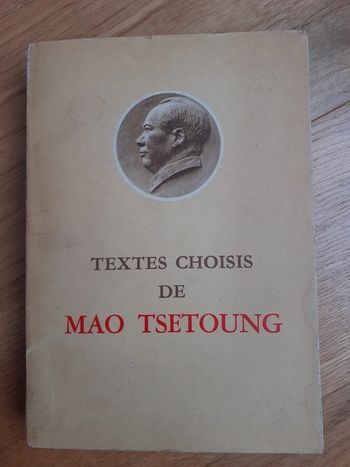 TEXTES CHOISIS
DE
MAO TSETOUNG